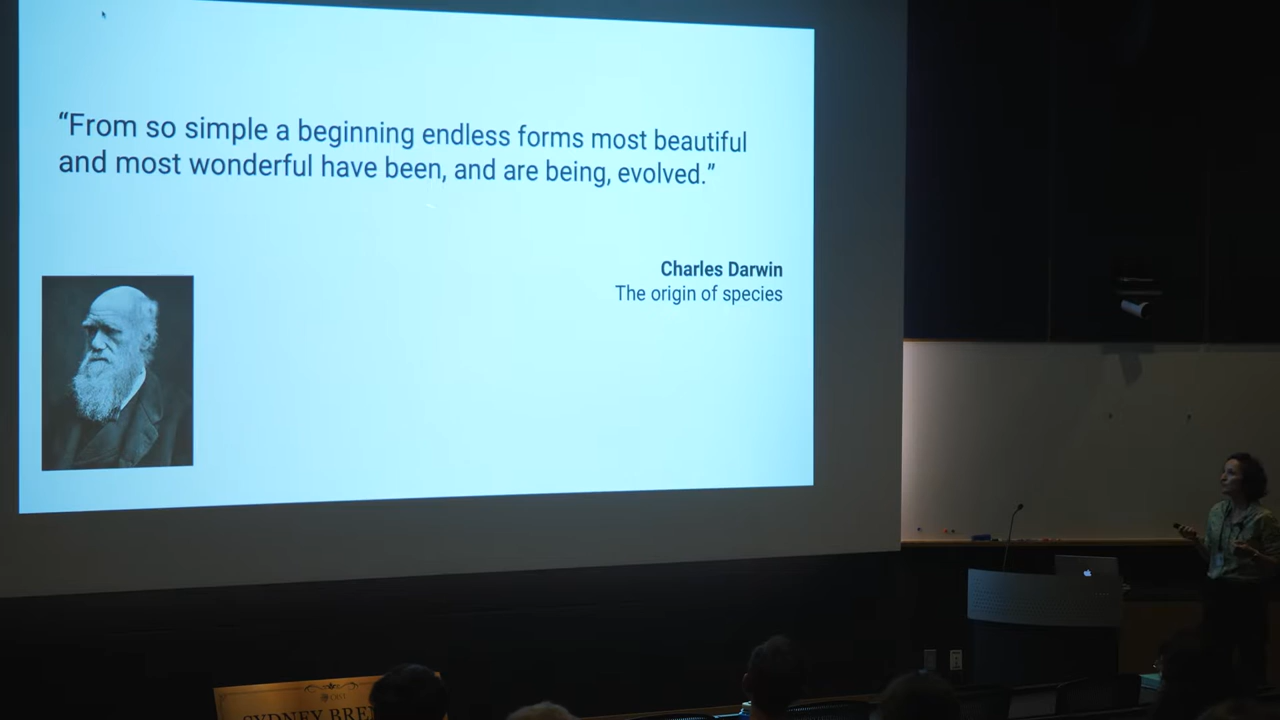 “From so simple a beginning endless forms most beautiful
and most wonderful have been, and are being, evolved.”
Charles Darwin
The origin of species
SYDNEY